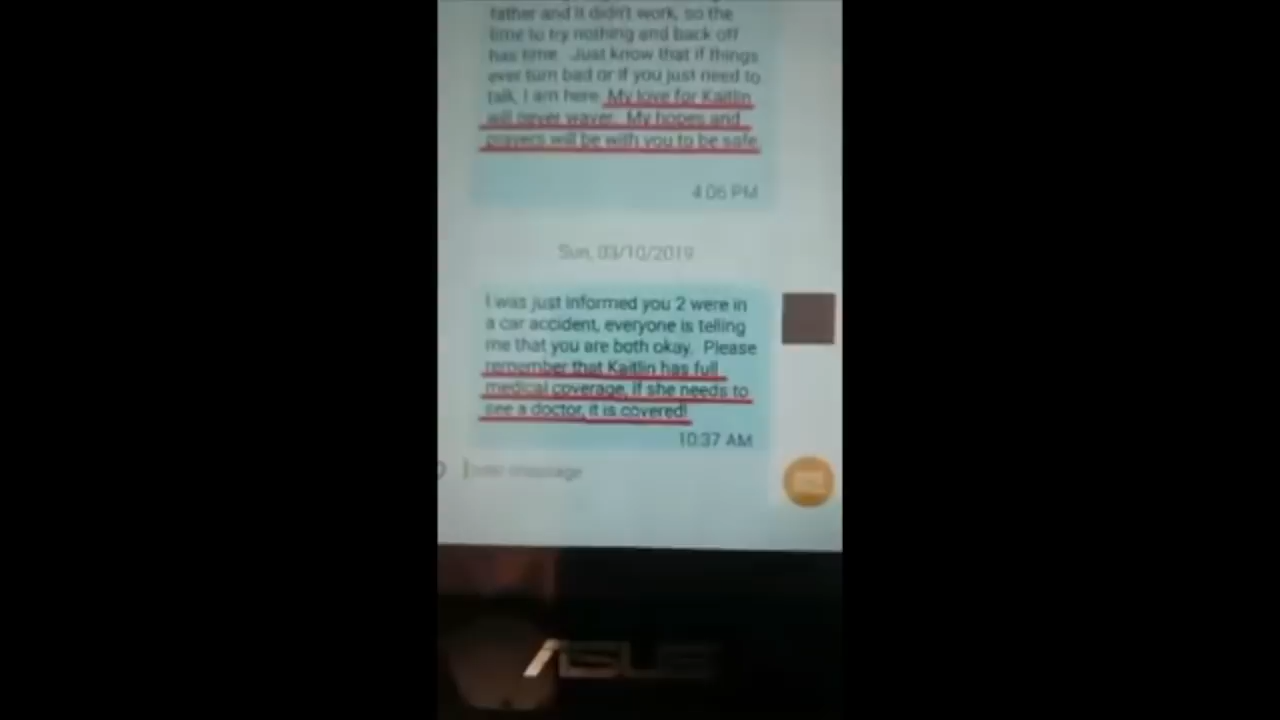 father and it didn't work, so the
time to try nothing and back off
has time. Just know that if things
ever turn bad or if you just need to
talk, I am here. My love for Kaitlin
will never waver. My hopes and
prayers will be with you to be safe.
4:06 PM
Sun, 03/10/2019
I was just informed you 2 were in
a car accident, everyone is telling
me that you are both okay. Please
remember that Kaitlin has full
medical coverage, if she needs to
see a doctor, it is covered!
10:37 AM
message
ASUS